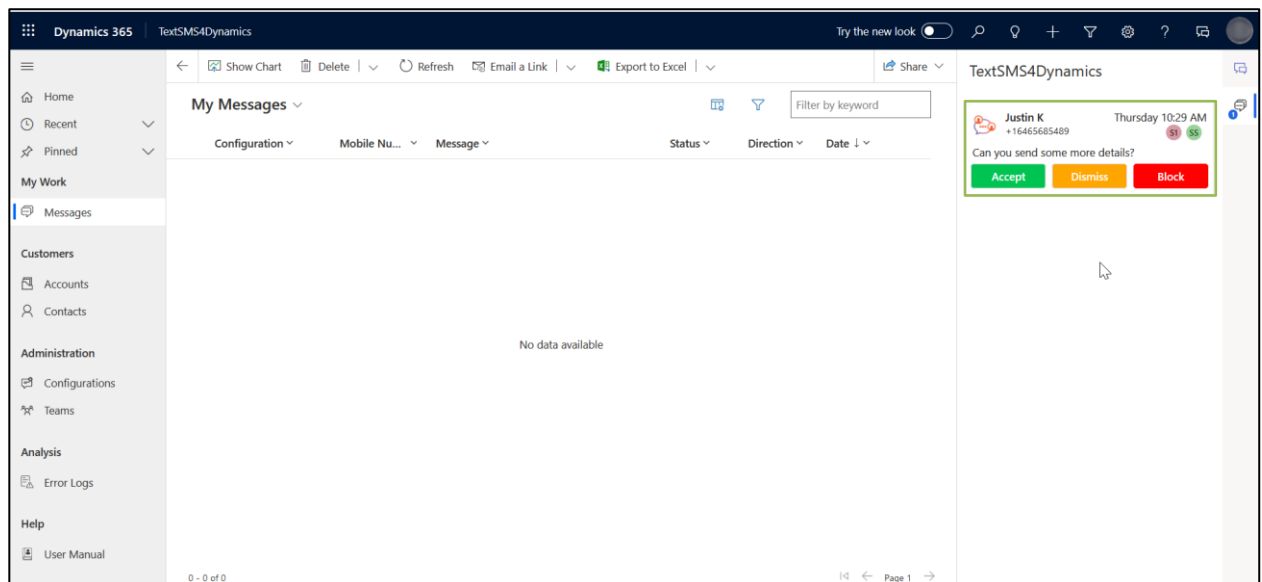 Dynamics 365 TextSMS4Dynamics Try the new look
Show Chart Delete Refresh Email a Link Export to Excel Share
TextSMS4Dynamics
Home
Recent
Pinned
My Work
Messages
Customers
Accounts
Contacts
Administration
Configurations
Teams
Analysis
Error Logs
Help
User Manual
My Messages Filter by keyword
Configuration Mobile Nu... Message Status Direction Date ↓
No data available
0 - 0 of 0 Page 1
Justin K Thursday 10:29 AM
+16465685489 S1 SS
Can you send some more details?
Accept Dismiss Block
1